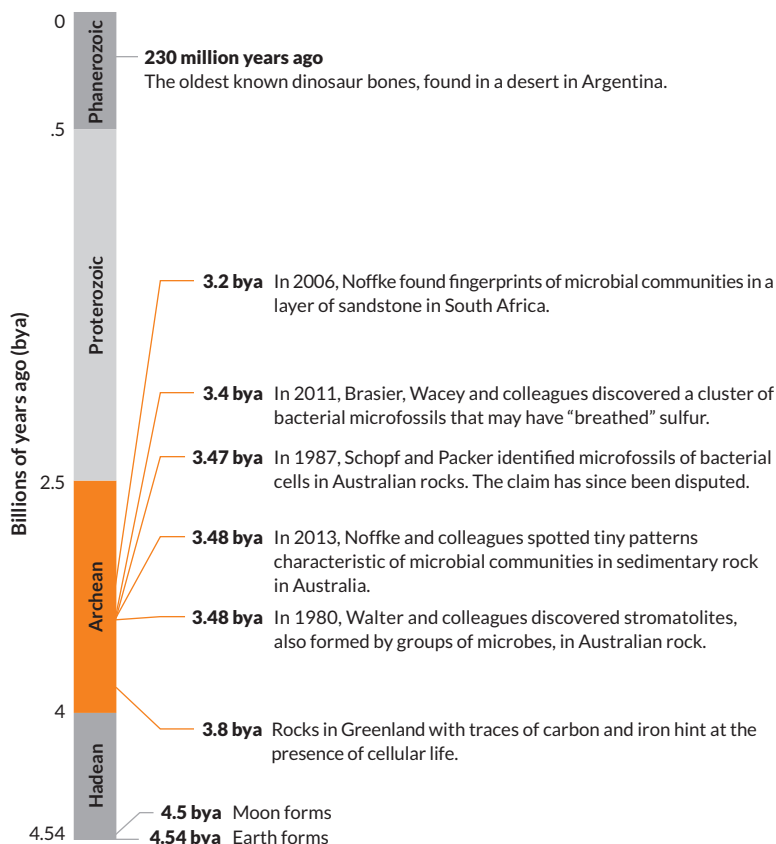 0
Phanerozoic
230 million years ago
The oldest known dinosaur bones, found in a desert in Argentina.
.5
Proterozoic
Billions of years ago (bya)
3.2 bya In 2006, Noffke found fingerprints of microbial communities in a
layer of sandstone in South Africa.
3.4 bya In 2011, Brasier, Wacey and colleagues discovered a cluster of
bacterial microfossils that may have “breathed” sulfur.
3.47 bya In 1987, Schopf and Packer identified microfossils of bacterial
cells in Australian rocks. The claim has since been disputed.
2.5
Archean
3.48 bya In 2013, Noffke and colleagues spotted tiny patterns
characteristic of microbial communities in sedimentary rock
in Australia.
3.48 bya In 1980, Walter and colleagues discovered stromatolites,
also formed by groups of microbes, in Australian rock.
4
Hadean
3.8 bya Rocks in Greenland with traces of carbon and iron hint at the
presence of cellular life.
4.5 bya Moon forms
4.54
4.54 bya Earth forms